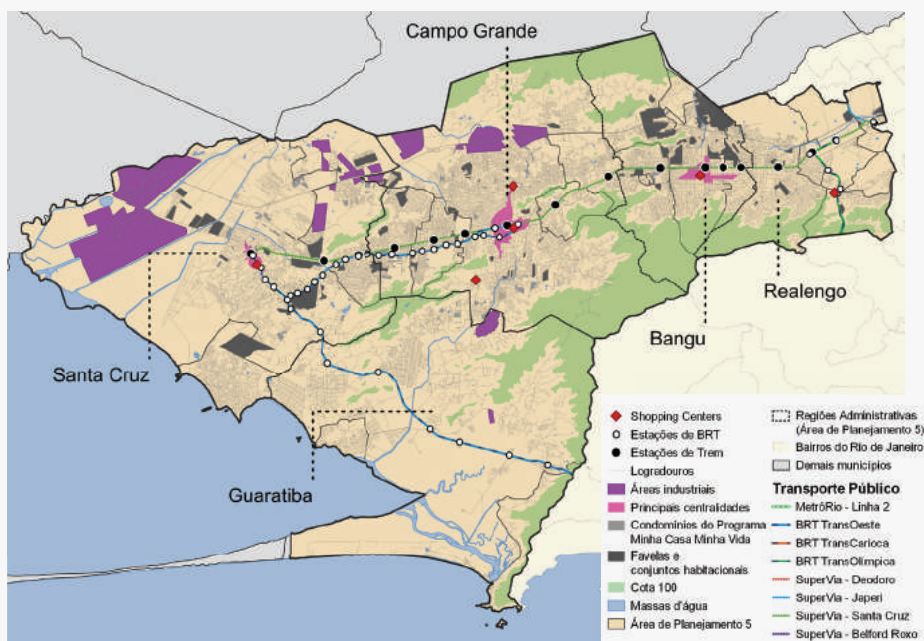 Campo Grande
Realengo
Bangu
Santa Cruz
Guaratiba
Shopping Centers
Estações de BRT
Estações de Trem
Logradouros
Áreas industriais
Principais centralidades
Condomínios do Programa
Minha Casa Minha Vida
Favelas e
conjuntos habitacionais
Cota 100
Massas d'água
Área de Planejamento 5
Regiões Administrativas
(Área de Planejamento 5)
Bairros do Rio de Janeiro
Demais municípios
Transporte Público
MetrôRio - Linha 2
BRT TransOeste
BRT TransCarioca
BRT TransOlímpica
SuperVia - Deodoro
SuperVia - Japeri
SuperVia - Santa Cruz
SuperVia - Belford Roxo